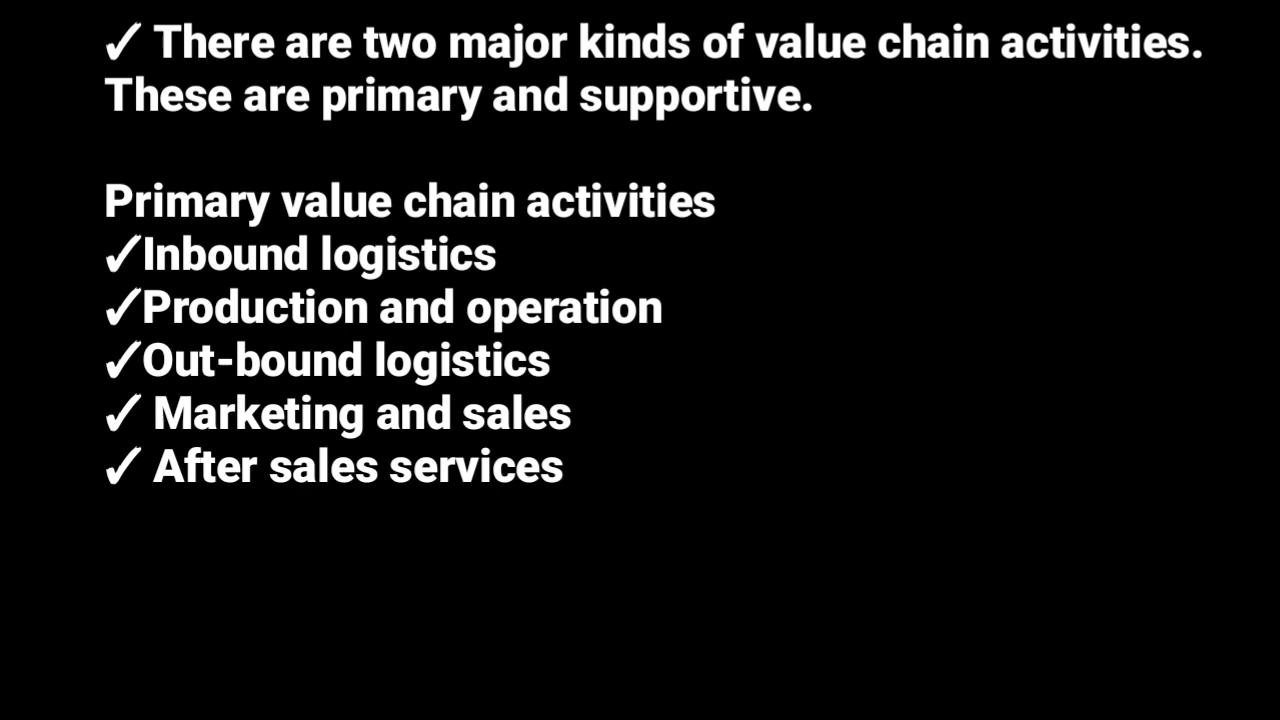 ✓ There are two major kinds of value chain activities.
These are primary and supportive.
Primary value chain activities
✓Inbound logistics
✓Production and operation
✓Out-bound logistics
✓ Marketing and sales
✓ After sales services